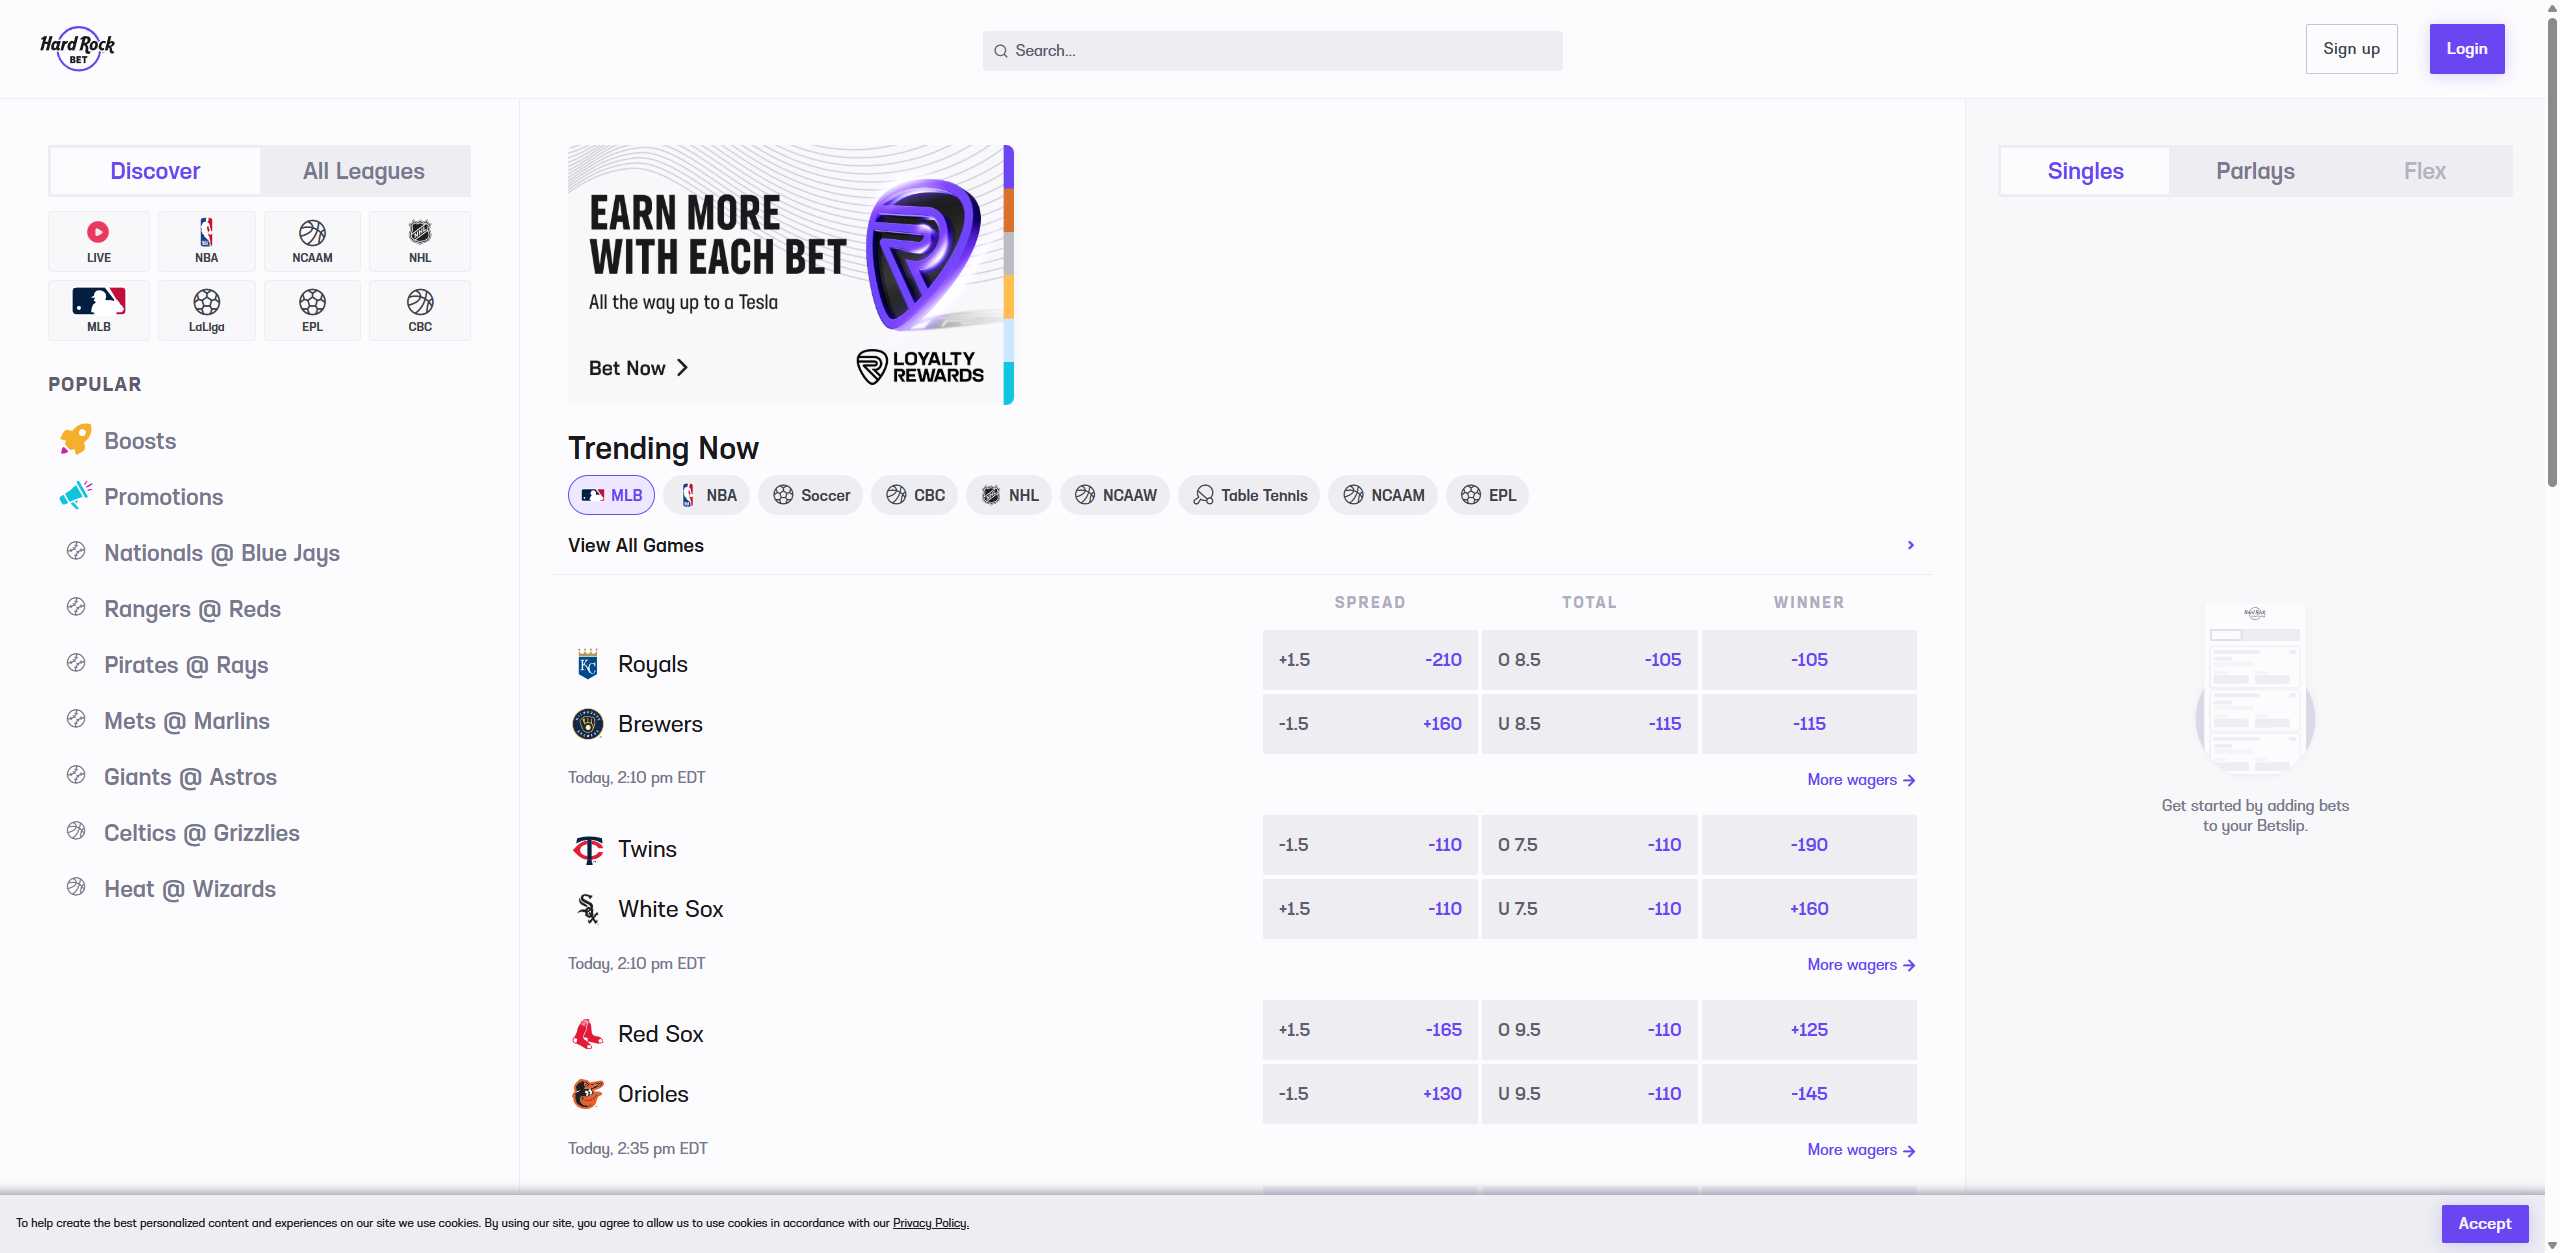 Hard Rock
BET
Search...
Sign up
Login
Discover
All Leagues
LIVE
NBA
NCAAM
NHL
MLB
LaLiga
EPL
CBC
POPULAR
Boosts
Promotions
Nationals @ Blue Jays
Rangers @ Reds
Pirates @ Rays
Mets @ Marlins
Giants @ Astros
Celtics @ Grizzlies
Heat @ Wizards
EARN MORE
WITH EACH BET
All the way up to a Tesla
Bet Now
LOYALTY
REWARDS
Trending Now
MLB
NBA
Soccer
CBC
NHL
NCAAW
Table Tennis
NCAAM
EPL
View All Games
SPREAD TOTAL WINNER
Royals +1.5 -210 O 8.5 -105 -105
Brewers -1.5 +160 U 8.5 -115 -115
Today, 2:10 pm EDT More wagers
Twins -1.5 -110 O 7.5 -110 -190
White Sox +1.5 -110 U 7.5 -110 +160
Today, 2:10 pm EDT More wagers
Red Sox +1.5 -165 O 9.5 -110 +125
Orioles -1.5 +130 U 9.5 -110 -145
Today, 2:35 pm EDT More wagers
Singles
Parlays
Flex
Get started by adding bets
to your Betslip.
To help create the best personalized content and experiences on our site we use cookies. By using our site, you agree to allow us to use cookies in accordance with our Privacy Policy.
Accept